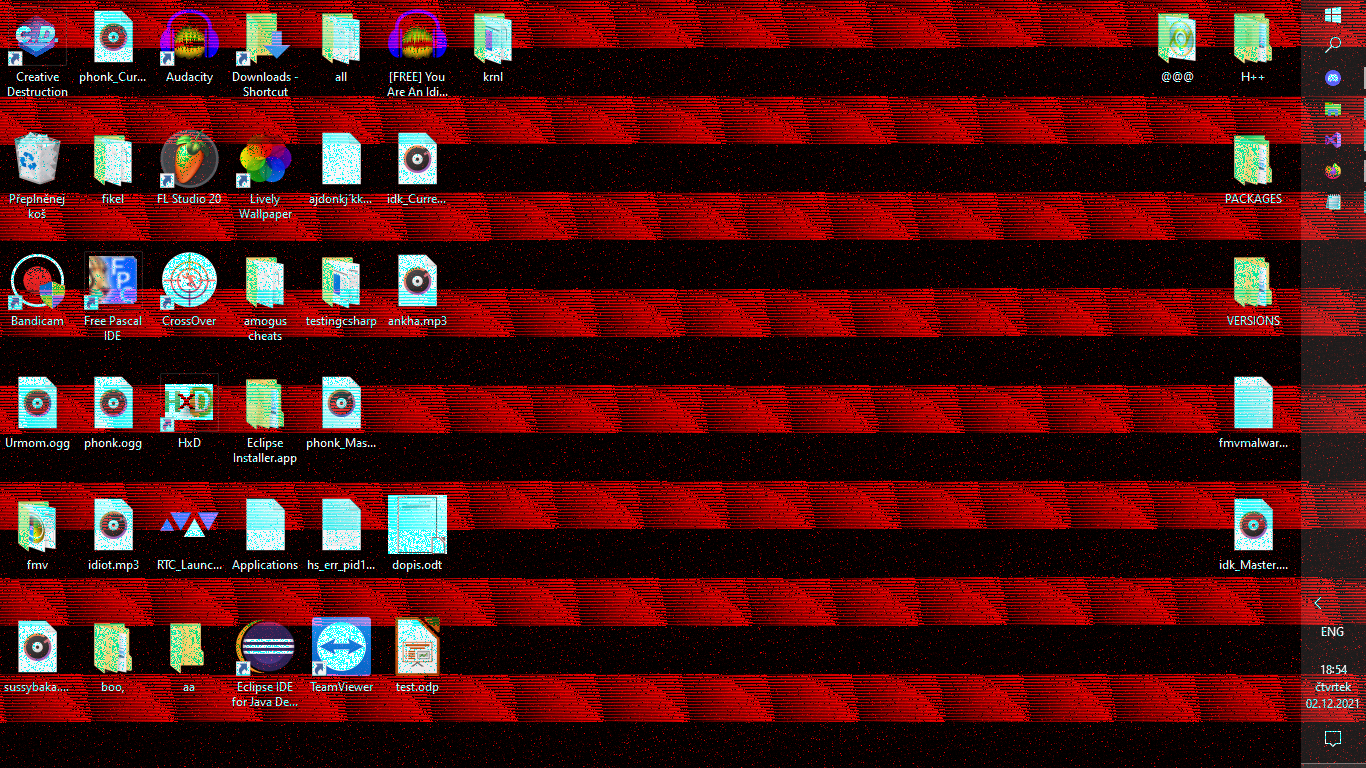 Creative
Destruction
phonk_Cur...
Audacity
Downloads -
Shortcut
all
[FREE] You
Are An Idi...
krnl
@@@
H++
Přeplněnej
koš
fikel
FL Studio 20
Lively
Wallpaper
ajdonkj kk...
idk_Curre...
PACKAGES
Bandicam
Free Pascal
IDE
CrossOver
amogus
cheats
testingcsharp
ankha.mp3
VERSIONS
Urmom.ogg
phonk.ogg
HxD
HxD
Eclipse
Installer.app
phonk_Mas...
fmvmalwar...
fmv
idiot.mp3
RTC_Launc...
Applications
hs_err_pid1...
dopis.odt
idk_Master....
sussybaka....
boo,
aa
Eclipse IDE
for Java De...
TeamViewer
test.odp
ENG
18:54
čtvrtek
02.12.2021